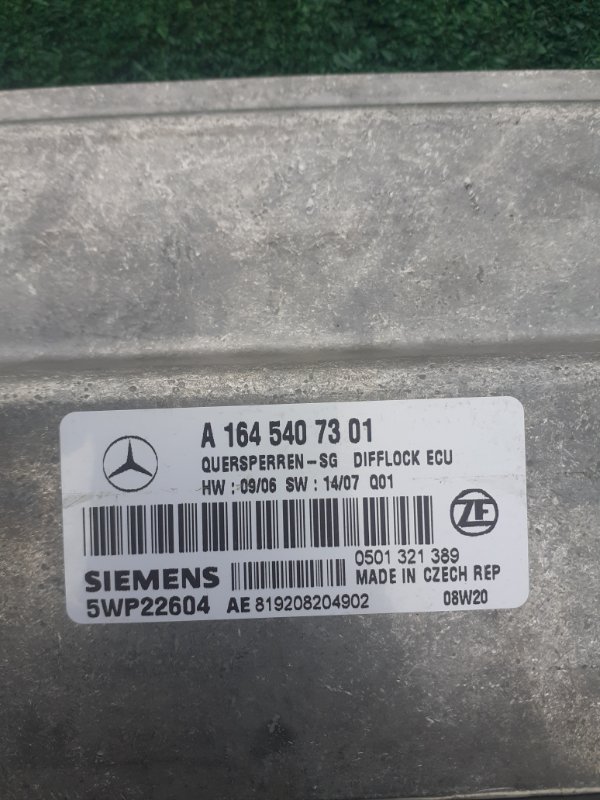 A 164 540 73 01
QUERSPERREN-SG DIFFLOCK ECU
HW : 09/06 SW : 14/07 Q01
ZF
0501 321 389
SIEMENS
MADE IN CZECH REP
5WP22604 AE 819208204902 08W20